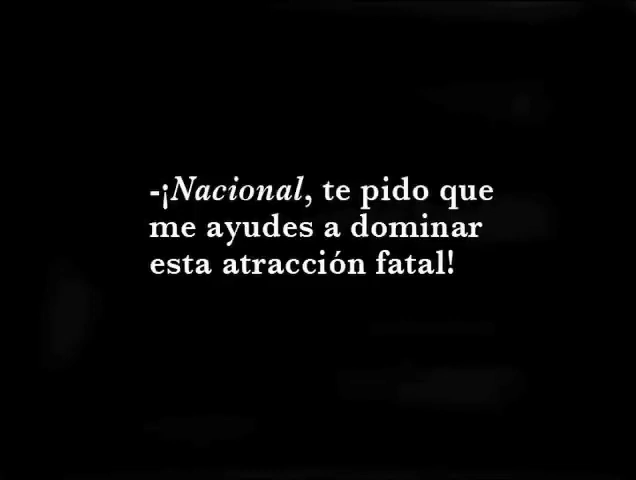 -¡Nacional, te pido que
me ayudes a dominar
esta atracción fatal!